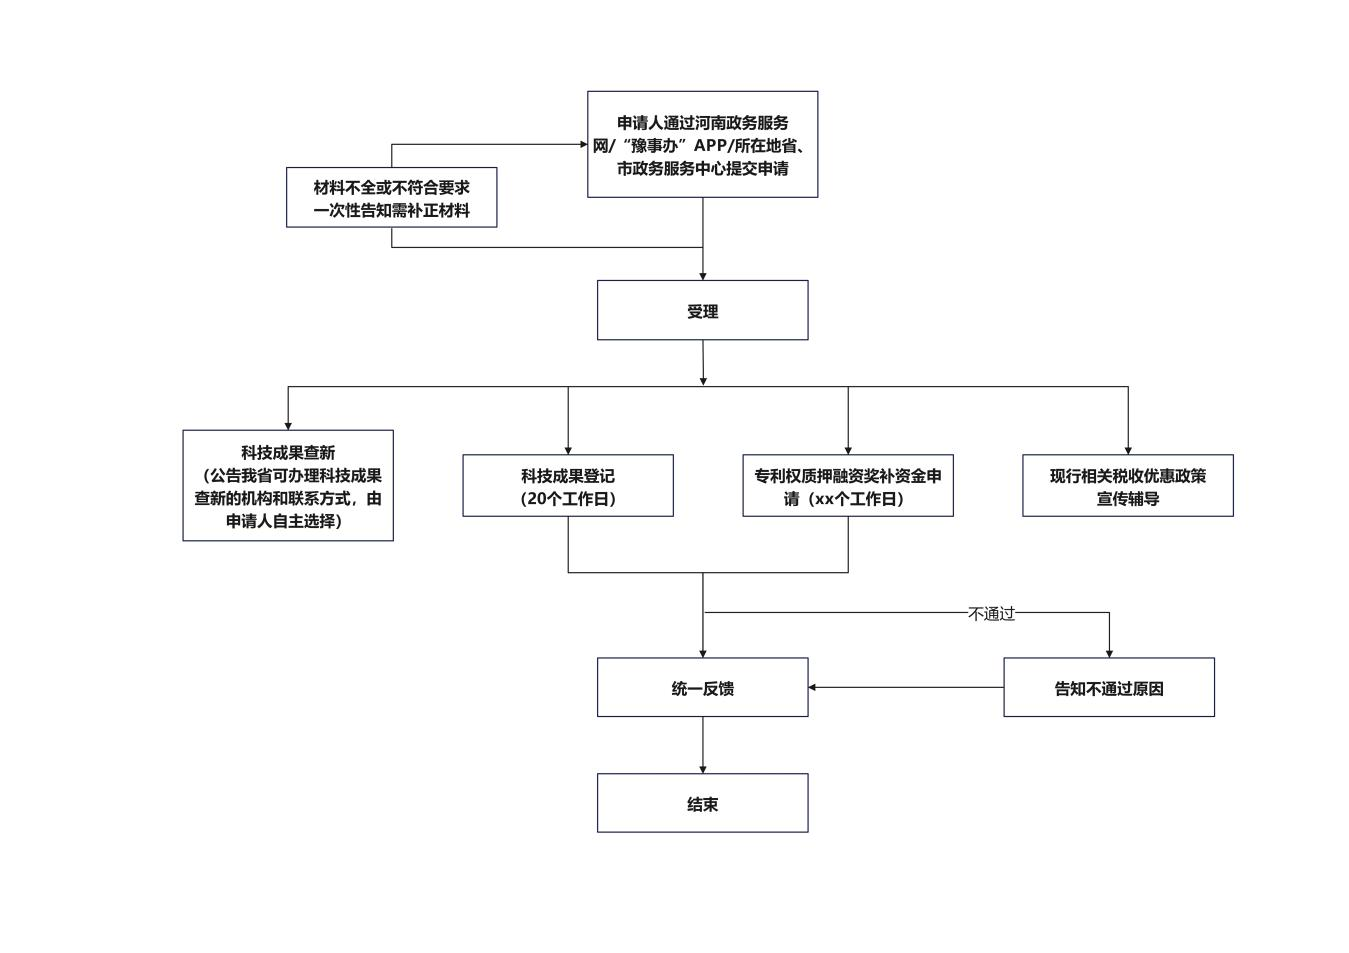 申请人通过河南政务服务
网/“豫事办”APP/所在地省、
市政务服务中心提交申请
材料不全或不符合要求
一次性告知需补正材料
受理
科技成果查新
（公告我省可办理科技成果
查新的机构和联系方式，由
申请人自主选择）
科技成果登记
（20个工作日）
专利权质押融资奖补资金申
请（xx个工作日）
现行相关税收优惠政策
宣传辅导
不通过
统一反馈
告知不通过原因
结束